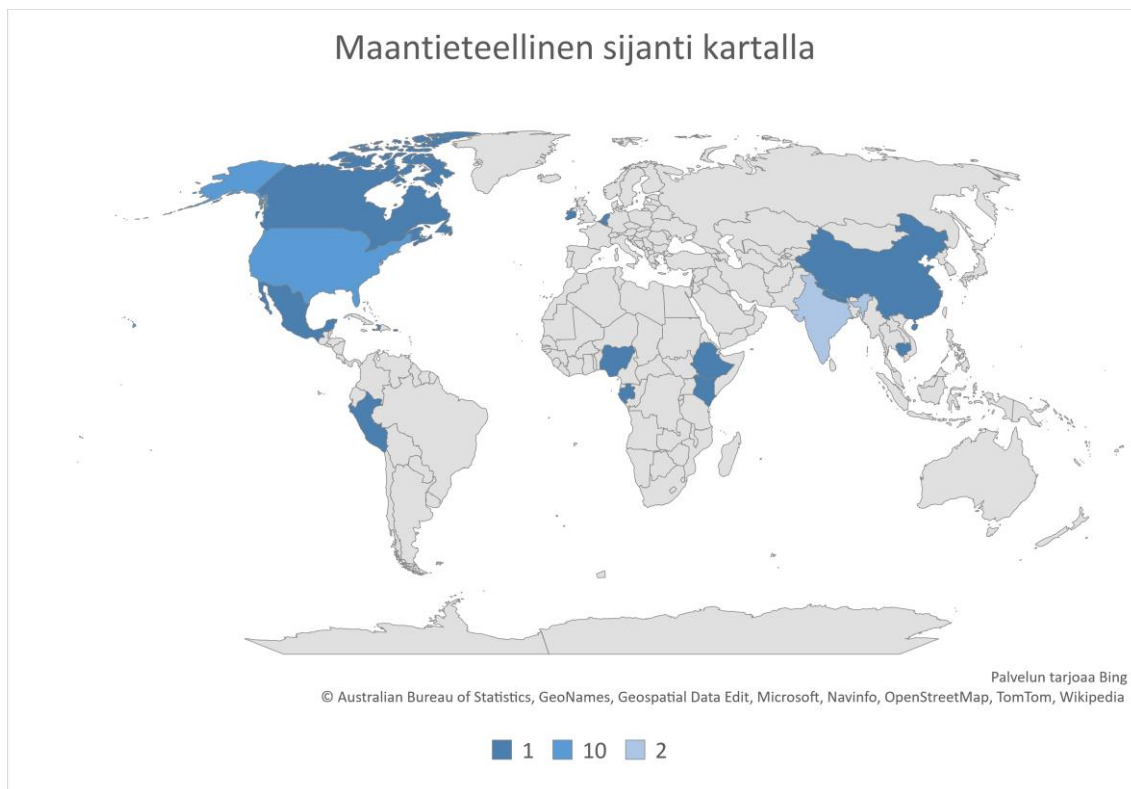 Maantieteellinen sijanti kartalla
Palvelun tarjoaa Bing
© Australian Bureau of Statistics, GeoNames, Geospatial Data Edit, Microsoft, Navinfo, OpenStreetMap, TomTom, Wikipedia
1 10 2